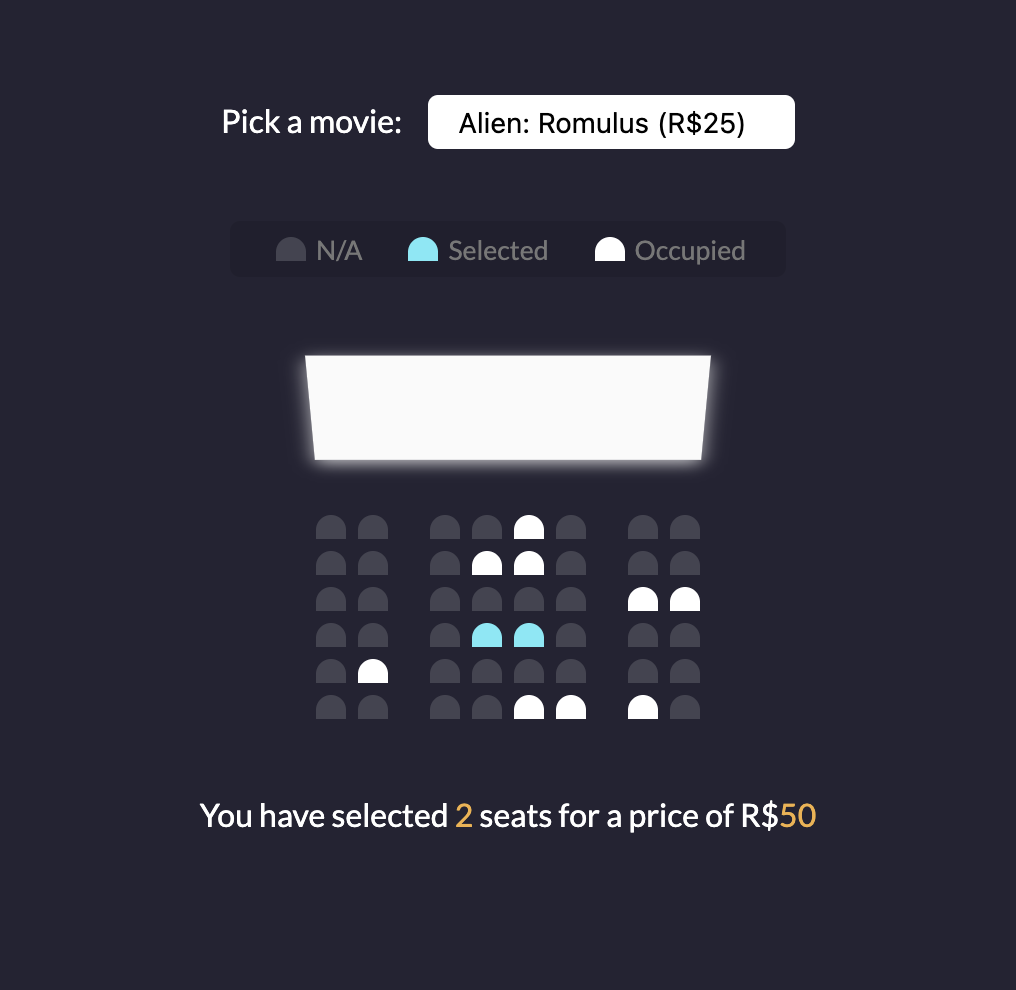 Pick a movie: Alien: Romulus (R$25)
N/A Selected Occupied
You have selected 2 seats for a price of R$50